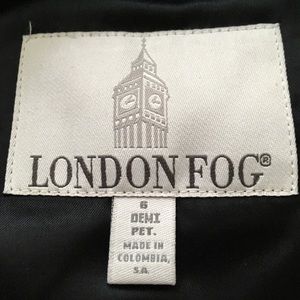 LONDON FOG®
6
DEMI
PET.
MADE IN
COLOMBIA,
S.A.